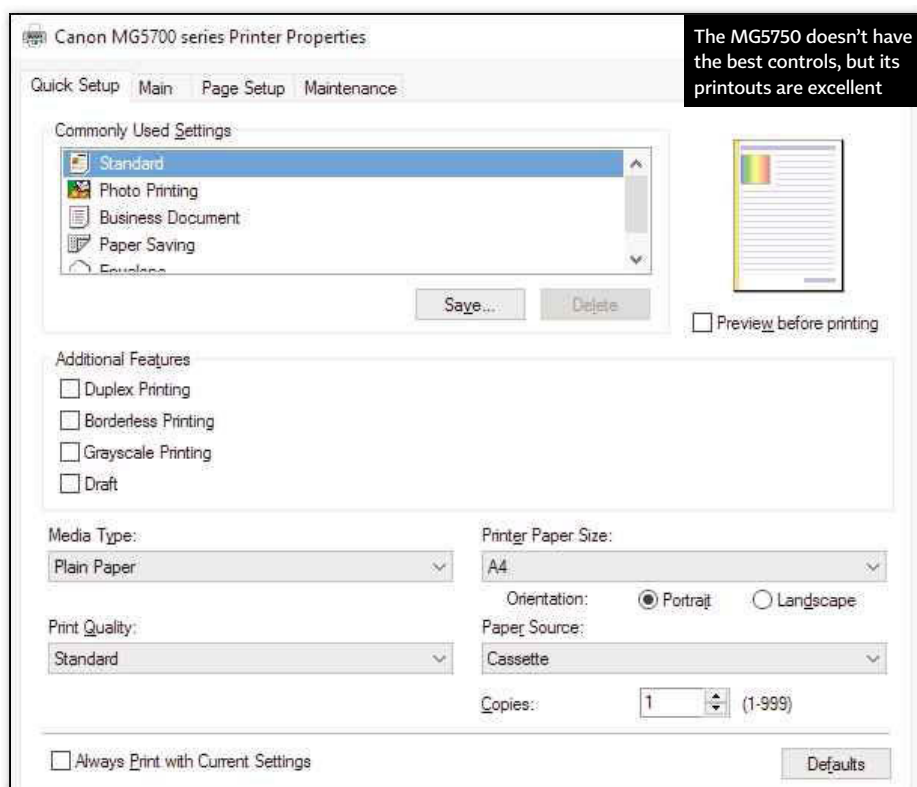 Canon MG5700 series Printer Properties
The MG5750 doesn't have
the best controls, but its
printouts are excellent
Quick Setup Main Page Setup Maintenance
Commonly Used Settings
Standard
Photo Printing
Business Document
Paper Saving
Envelope
Save... Delete
Preview before printing
Additional Features
Duplex Printing
Borderless Printing
Grayscale Printing
Draft
Media Type: Printer Paper Size:
Plain Paper A4
Orientation: Portrait Landscape
Print Quality: Paper Source:
Standard Cassette
Copies: 1 (1-999)
Always Print with Current Settings Defaults